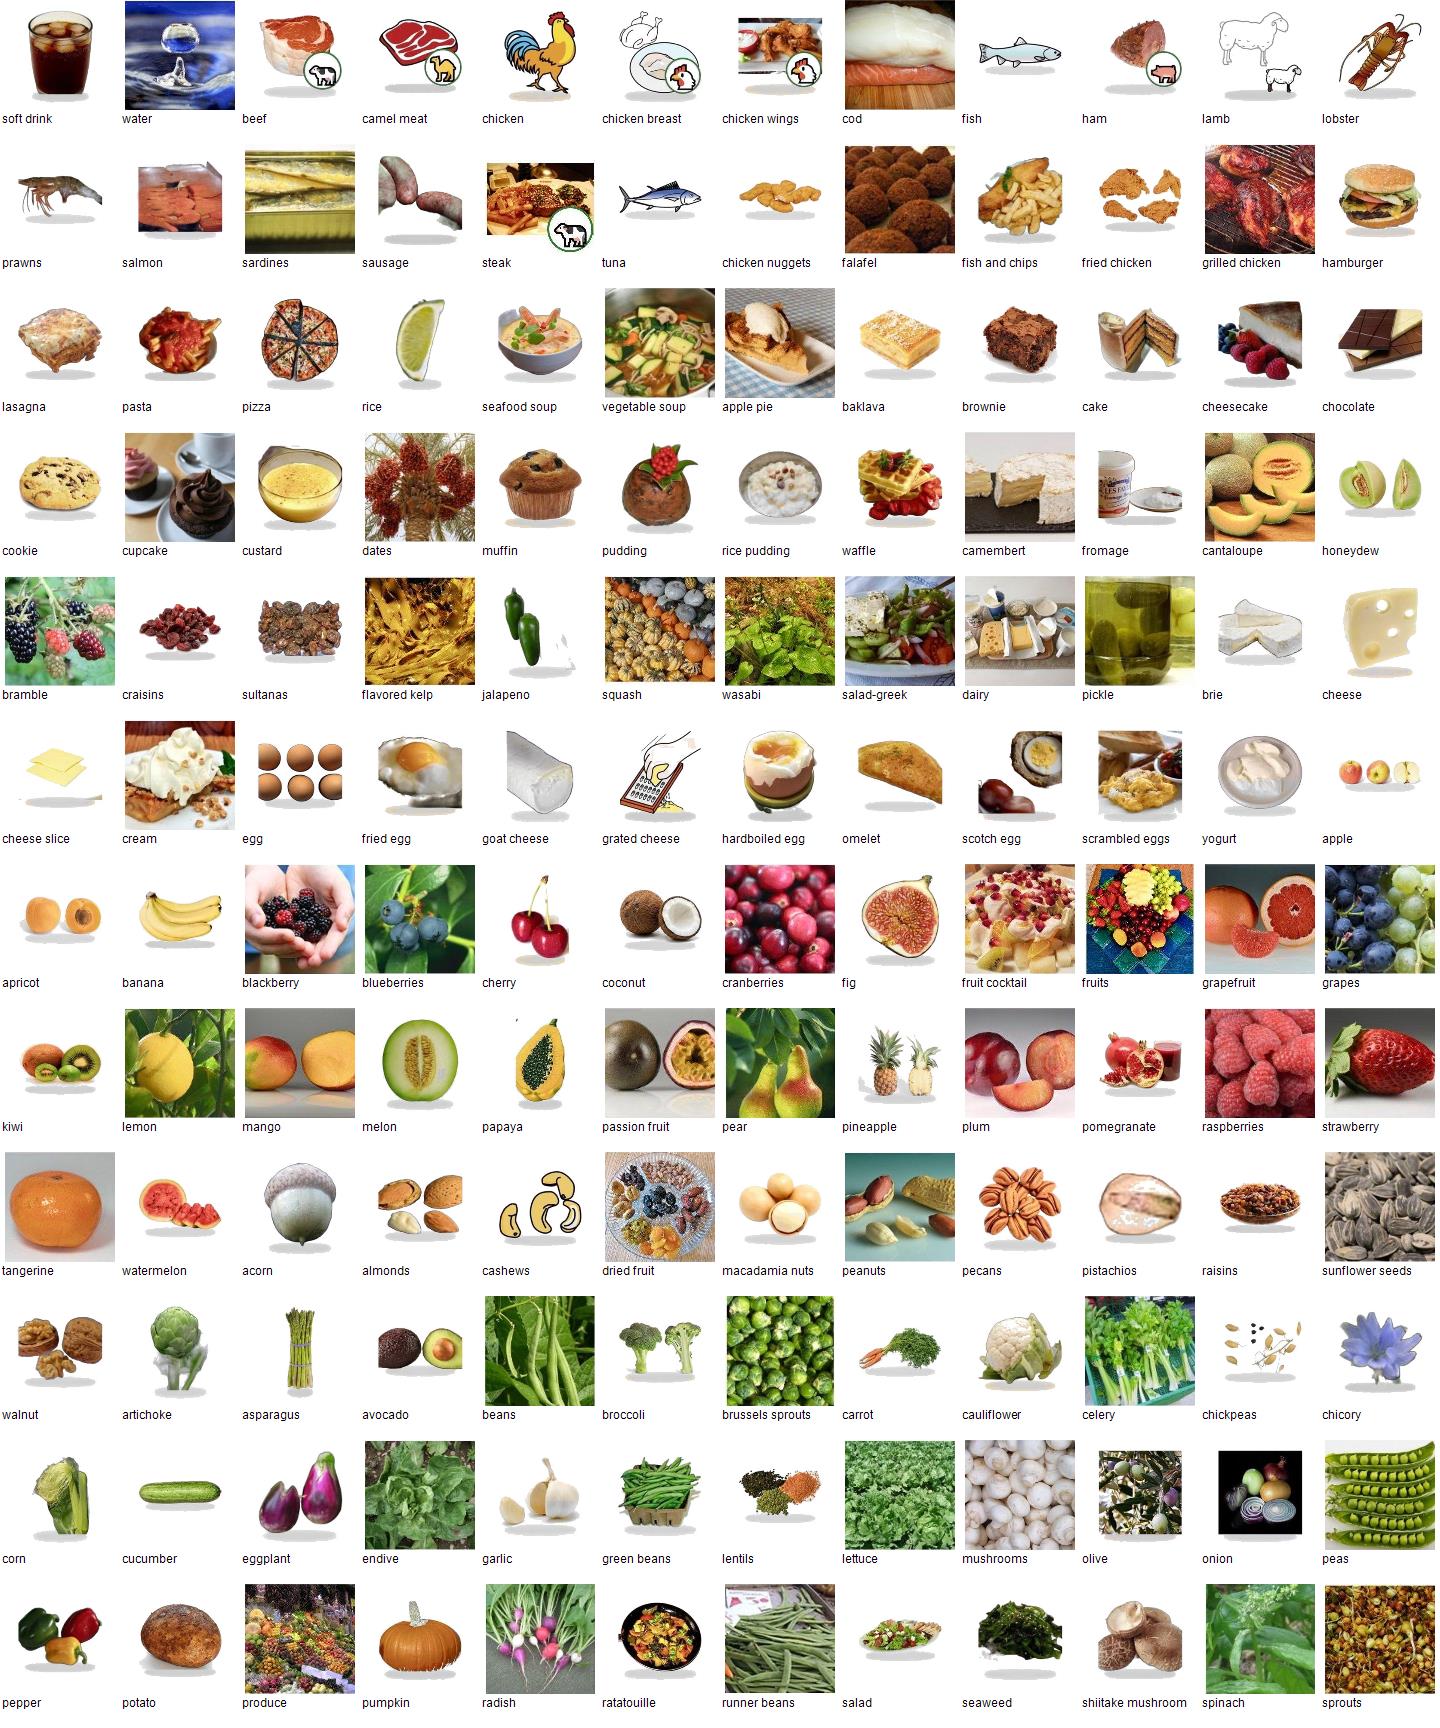 soft drink
water
beef
camel meat
chicken
chicken breast
chicken wings
cod
fish
ham
lamb
lobster
prawns
salmon
sardines
sausage
steak
tuna
chicken nuggets
falafel
fish and chips
fried chicken
grilled chicken
hamburger
lasagna
pasta
pizza
rice
seafood soup
vegetable soup
apple pie
baklava
brownie
cake
cheesecake
chocolate
cookie
cupcake
custard
dates
muffin
pudding
rice pudding
waffle
camembert
fromage
cantaloupe
honeydew
bramble
craisins
sultanas
flavored kelp
jalapeno
squash
wasabi
salad-greek
dairy
pickle
brie
cheese
cheese slice
cream
egg
fried egg
goat cheese
grated cheese
hardboiled egg
omelet
scotch egg
scrambled eggs
yogurt
apple
apricot
banana
blackberry
blueberries
cherry
coconut
cranberries
fig
fruit cocktail
fruits
grapefruit
grapes
kiwi
lemon
mango
melon
papaya
passion fruit
pear
pineapple
plum
pomegranate
raspberries
strawberry
tangerine
watermelon
acorn
almonds
cashews
dried fruit
macadamia nuts
peanuts
pecans
pistachios
raisins
sunflower seeds
walnut
artichoke
asparagus
avocado
beans
broccoli
brussels sprouts
carrot
cauliflower
celery
chickpeas
chicory
corn
cucumber
eggplant
endive
garlic
green beans
lentils
lettuce
mushrooms
olive
onion
peas
pepper
potato
produce
pumpkin
radish
ratatouille
runner beans
salad
seaweed
shiitake mushroom
spinach
sprouts